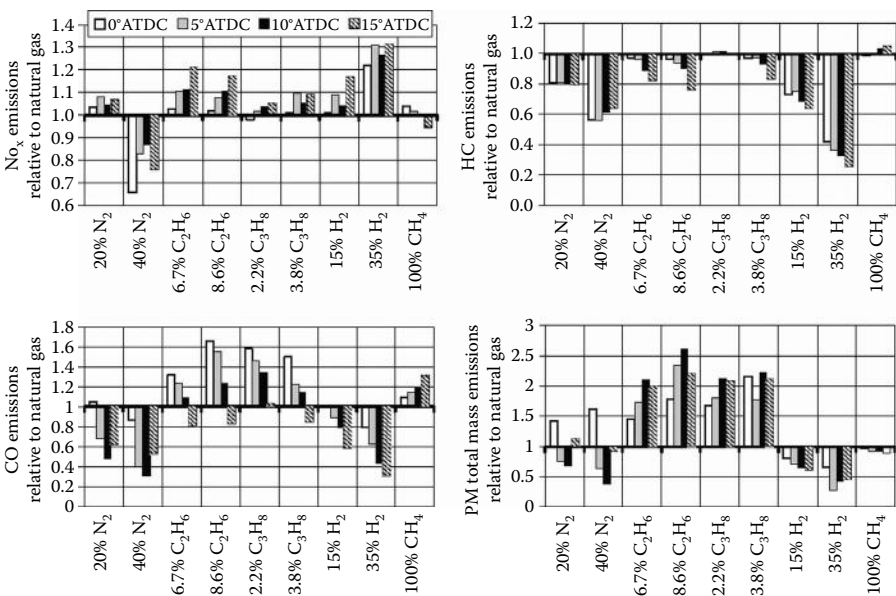 0°ATDC 5°ATDC 10°ATDC 15°ATDC
Noₓ emissions
relative to natural gas
1.4
1.3
1.2
1.1
1.0
0.9
0.8
0.7
0.6
20% N₂
40% N₂
6.7% C₂H₆
8.6% C₂H₆
2.2% C₃H₈
3.8% C₃H₈
15% H₂
35% H₂
100% CH₄
HC emissions
relative to natural gas
1.2
1.0
0.8
0.6
0.4
0.2
0.0
20% N₂
40% N₂
6.7% C₂H₆
8.6% C₂H₆
2.2% C₃H₈
3.8% C₃H₈
15% H₂
35% H₂
100% CH₄
CO emissions
relative to natural gas
1.8
1.6
1.4
1.2
1
0.8
0.6
0.4
0.2
0
20% N₂
40% N₂
6.7% C₂H₆
8.6% C₂H₆
2.2% C₃H₈
3.8% C₃H₈
15% H₂
35% H₂
100% CH₄
PM total mass emissions
relative to natural gas
3
2.5
2
1.5
1
0.5
0
20% N₂
40% N₂
6.7% C₂H₆
8.6% C₂H₆
2.2% C₃H₈
3.8% C₃H₈
15% H₂
35% H₂
100% CH₄